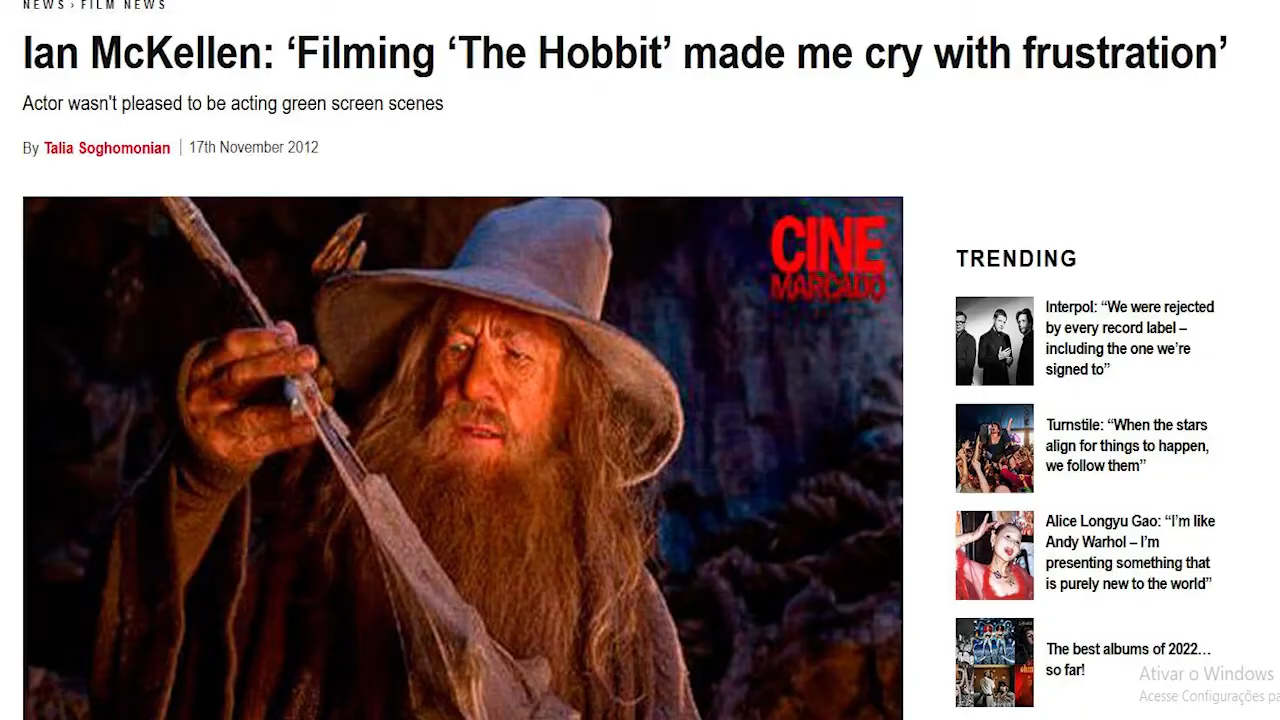 NEWS › FILM NEWS
Ian McKellen: ‘Filming ‘The Hobbit’ made me cry with frustration’
Actor wasn't pleased to be acting green screen scenes
By Talia Soghomonian | 17th November 2012
CINE
MARCADO
TRENDING
Interpol: “We were rejected
by every record label –
including the one we’re
signed to”
Turnstile: “When the stars
align for things to happen,
we follow them”
Alice Longyu Gao: “I’m like
Andy Warhol – I’m
presenting something that
is purely new to the world”
The best albums of 2022…
so far!
Ativar o Windows
Acesse Configurações pa